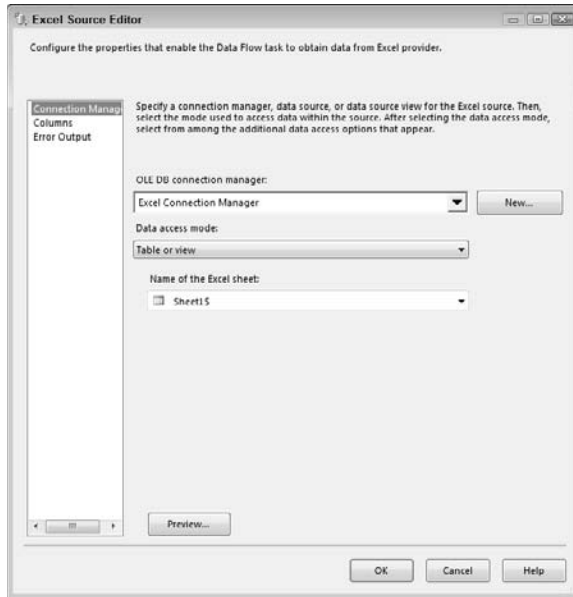 Excel Source Editor
Configure the properties that enable the Data Flow task to obtain data from Excel provider.
Connection Manag
Columns
Error Output
Specify a connection manager, data source, or data source view for the Excel source. Then,
select the mode used to access data within the source. After selecting the data access mode,
select from among the additional data access options that appear.
OLE DB connection manager:
Excel Connection Manager
New...
Data access mode:
Table or view
Name of the Excel sheet:
Sheet1$
Preview...
OK
Cancel
Help